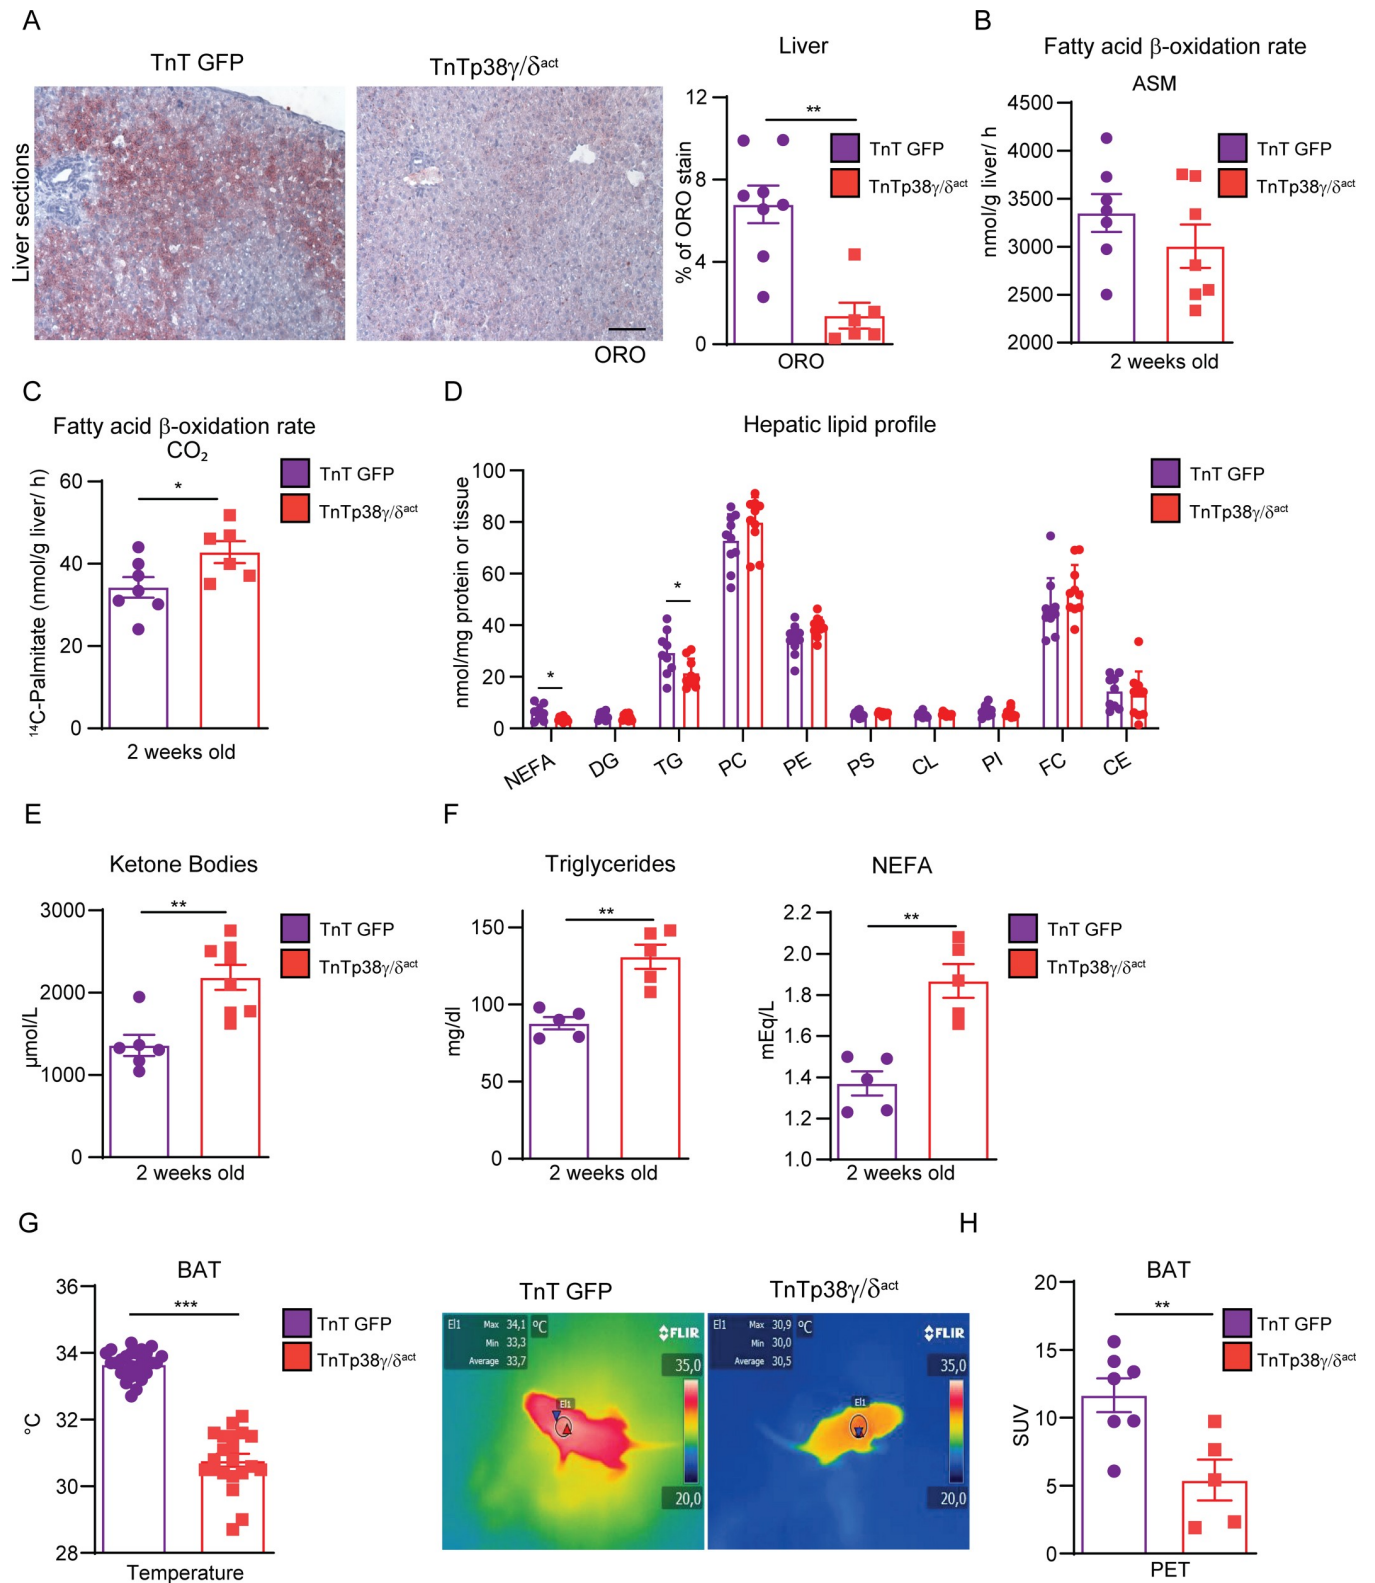 A
TnT GFP
TnTp38γ/δact
Liver sections
ORO
Liver
% of ORO stain
12
8
4
0
**
TnT GFP
TnTp38γ/δact
ORO
B
Fatty acid β-oxidation rate
ASM
nmol/g liver/ h
4500
4000
3500
3000
2500
2000
TnT GFP
TnTp38γ/δact
2 weeks old
C
Fatty acid β-oxidation rate
CO₂
¹⁴C-Palmitate (nmol/g liver/ h)
60
40
20
0
*
TnT GFP
TnTp38γ/δact
2 weeks old
D
Hepatic lipid profile
nmol/mg protein or tissue
100
80
60
40
20
0
*
*
TnT GFP
TnTp38γ/δact
NEFA
DG
TG
PC
PE
PS
CL
PI
FC
CE
E
Ketone Bodies
µmol/L
3000
2000
1000
0
**
TnT GFP
TnTp38γ/δact
2 weeks old
F
Triglycerides
mg/dl
150
100
50
0
**
2 weeks old
NEFA
mEq/L
2.2
2.0
1.8
1.6
1.4
1.2
1.0
**
TnT GFP
TnTp38γ/δact
2 weeks old
G
BAT
°C
36
34
32
30
28
***
TnT GFP
TnTp38γ/δact
Temperature
TnT GFP
El1 Max 34,1 °C
Min 33,3
Average 33,7
FLIR
35,0
El1
20,0
TnTp38γ/δact
El1 Max 30,9 °C
Min 30,0
Average 30,5
FLIR
35,0
El1
20,0
H
BAT
SUV
20
15
10
5
0
**
TnT GFP
TnTp38γ/δact
PET